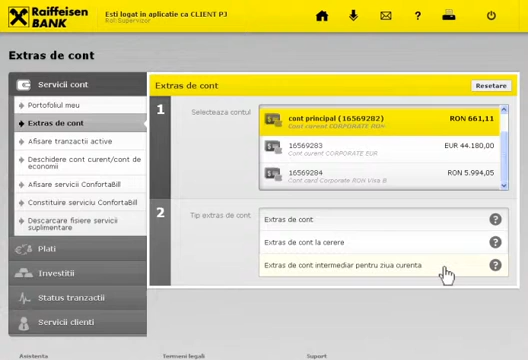 Raiffeisen
BANK
Esti logat in aplicatie ca CLIENT PJ
Rol:Supervizor
?
Extras de cont
Servicii cont
Portofoliul meu
Extras de cont
Afisare tranzactii active
Deschidere cont curent/cont de
economii
Afisare servicii ConfortaBill
Constituire serviciu ConfortaBill
Descarcare fisiere servicii
suplimentare
Plati
Investitii
Status tranzactii
Servicii clienti
Extras de cont
Resetare
1
Selecteaza contul
cont principal (16569282) RON 661,11
Cont curent CORPORATE RON
16569283 EUR 44.180,00
Cont curent CORPORATE EUR
16569284 RON 5.994,05
Cont card Corporate RON Visa B
2
Tip extras de cont
Extras de cont ?
Extras de cont la cerere ?
Extras de cont intermediar pentru ziua curenta ?
Asistenta Termeni legali Suport